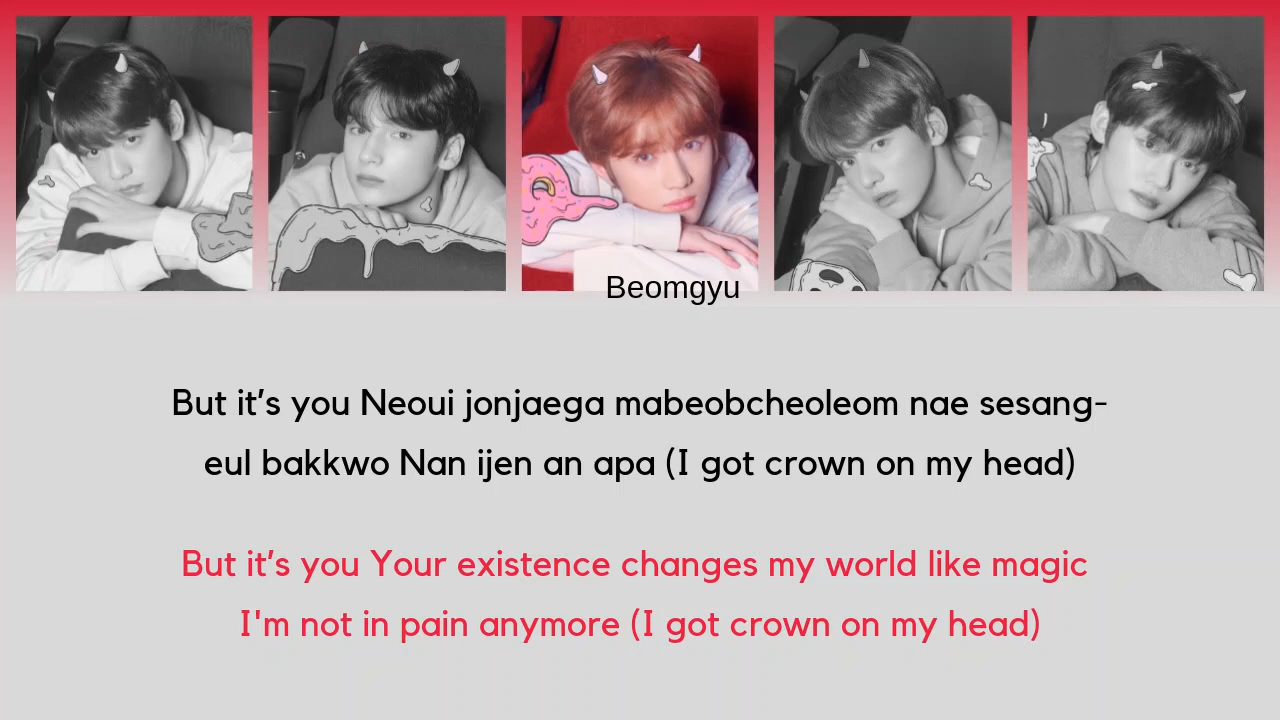 Beomgyu
But it’s you Neoui jonjaega mabeobcheoleom nae sesang-
eul bakkwo Nan ijen an apa (I got crown on my head)
But it’s you Your existence changes my world like magic
I'm not in pain anymore (I got crown on my head)